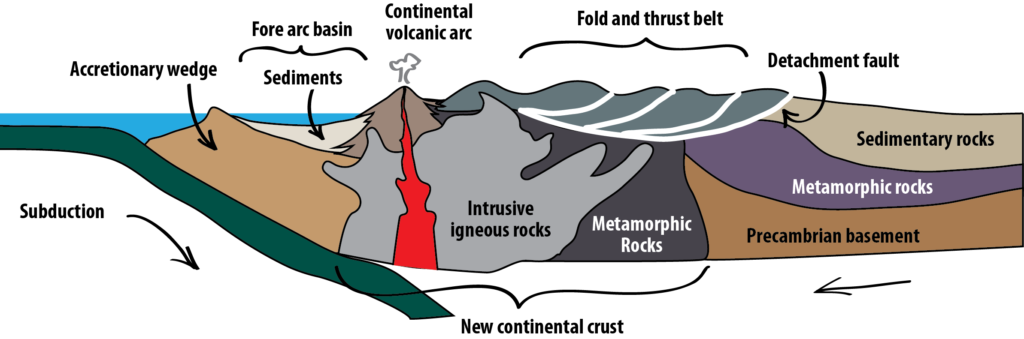 Continental
volcanic arc
Fold and thrust belt
Fore arc basin
Accretionary wedge
Sediments
Detachment fault
Sedimentary rocks
Metamorphic rocks
Subduction
Intrusive
igneous rocks
Metamorphic
Rocks
Precambrian basement
New continental crust